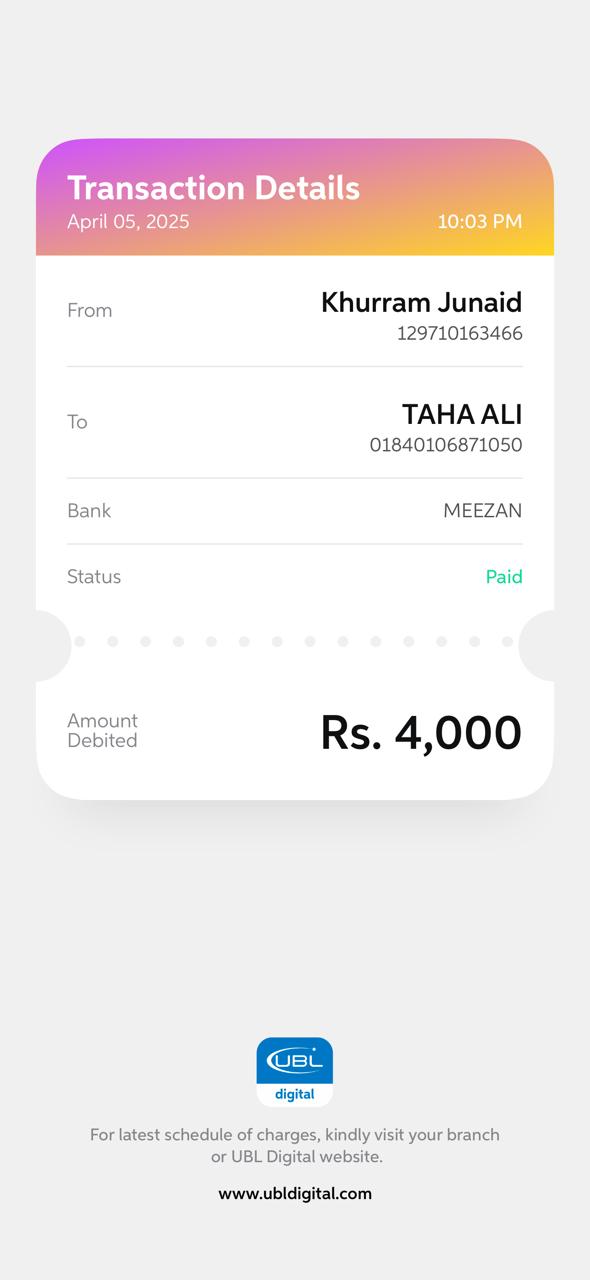 Transaction Details
April 05, 2025 10:03 PM
From Khurram Junaid
129710163466
To TAHA ALI
01840106871050
Bank MEEZAN
Status Paid
Amount
Debited Rs. 4,000
UBL
digital
For latest schedule of charges, kindly visit your branch
or UBL Digital website.
www.ubldigital.com